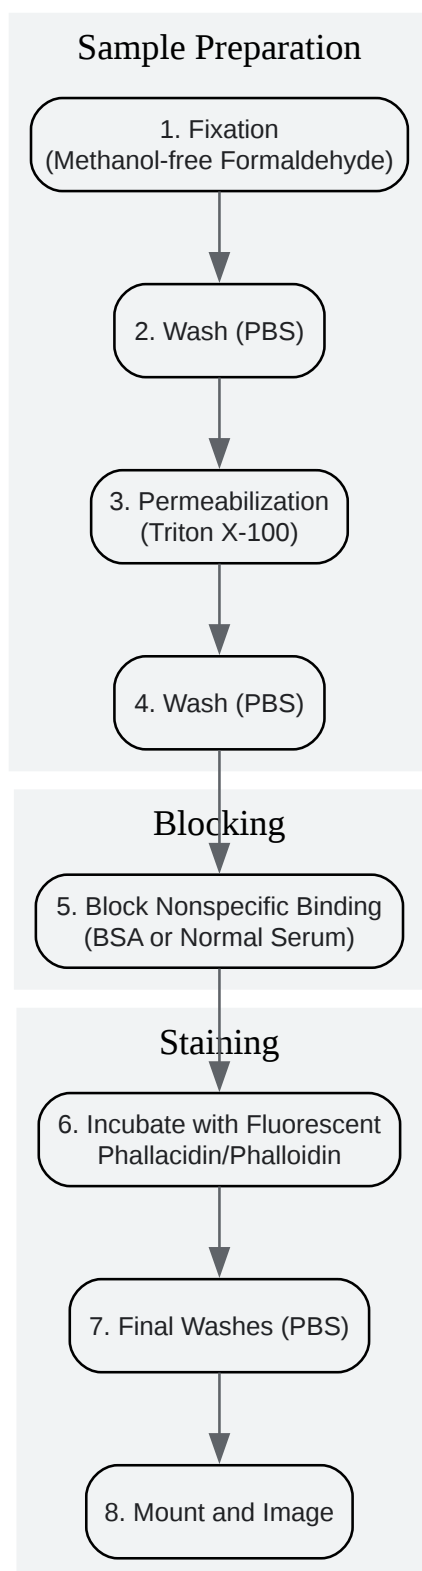 Sample Preparation
1. Fixation
(Methanol-free Formaldehyde)
2. Wash (PBS)
3. Permeabilization
(Triton X-100)
4. Wash (PBS)
Blocking
5. Block Nonspecific Binding
(BSA or Normal Serum)
Staining
6. Incubate with Fluorescent
Phallacidin/Phalloidin
7. Final Washes (PBS)
8. Mount and Image